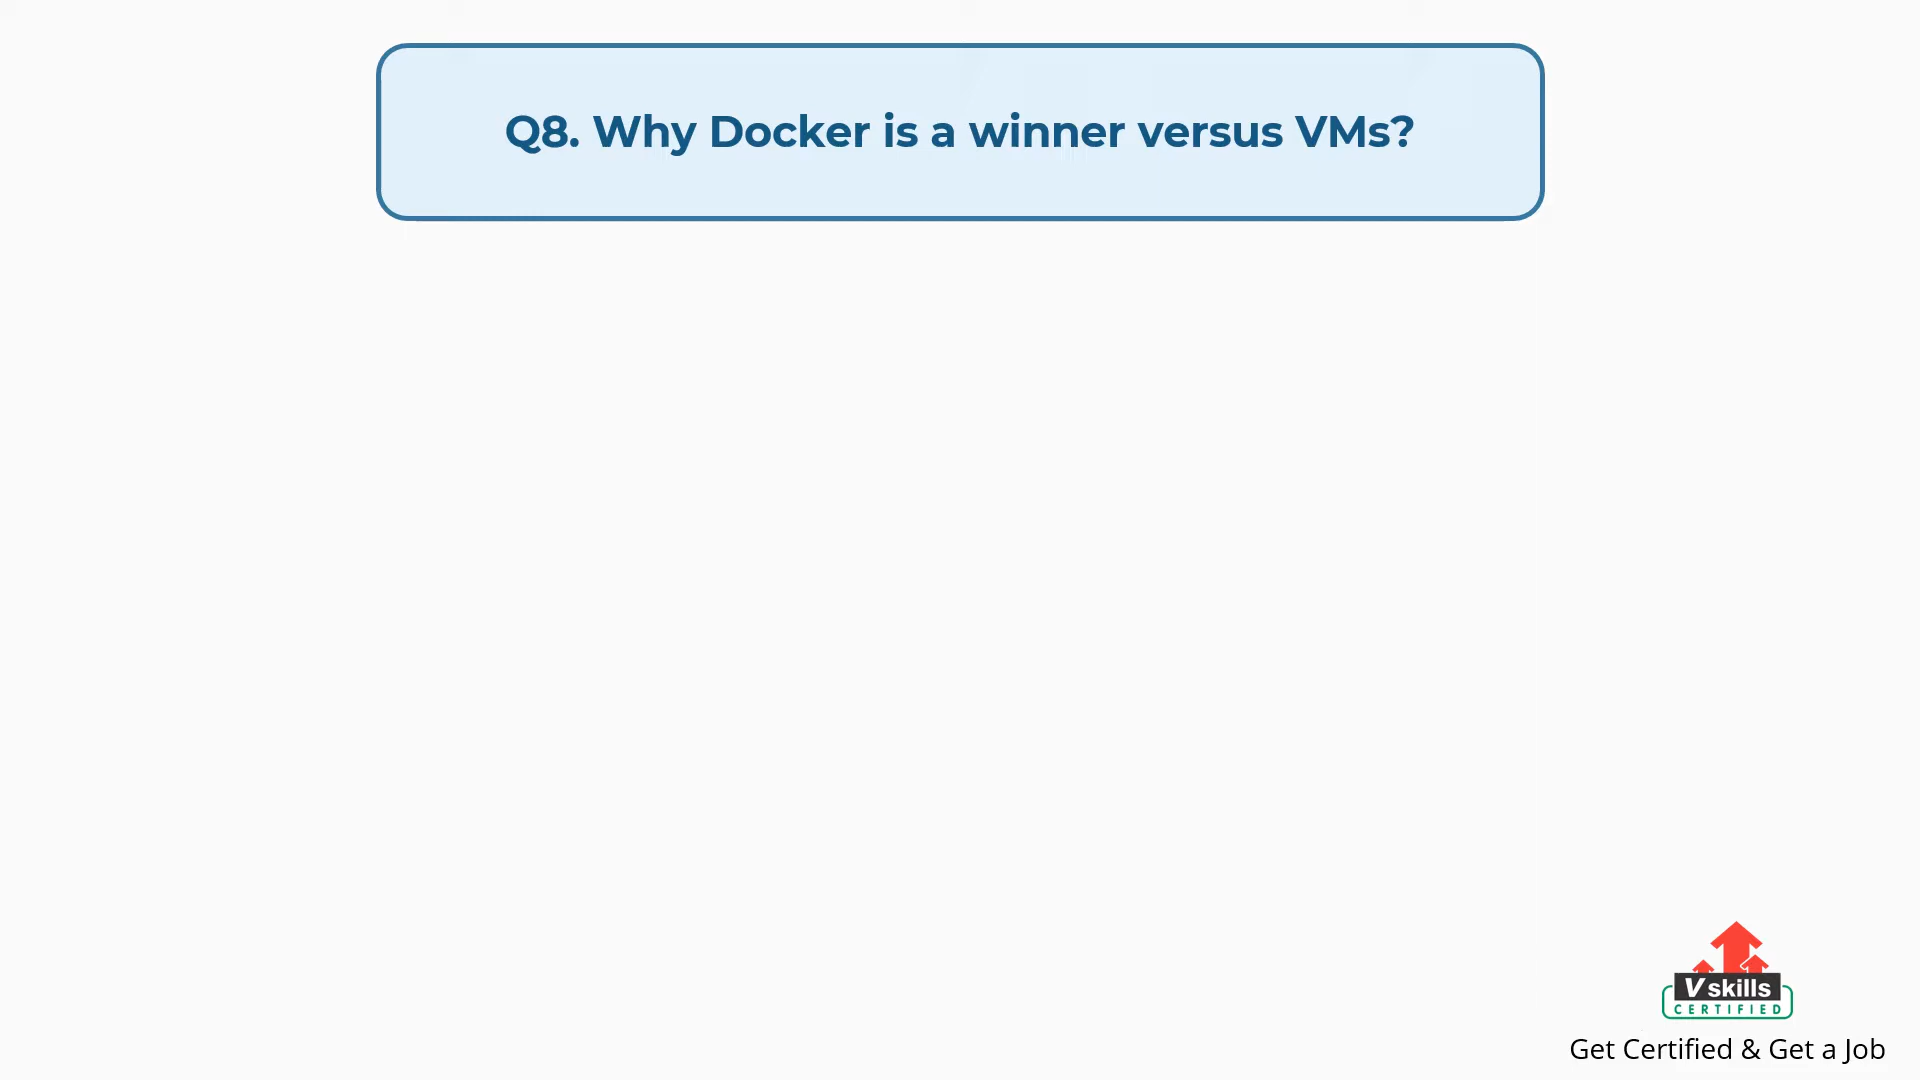 Q8. Why Docker is a winner versus VMs?
Vskills
CERTIFIED
Get Certified & Get a Job